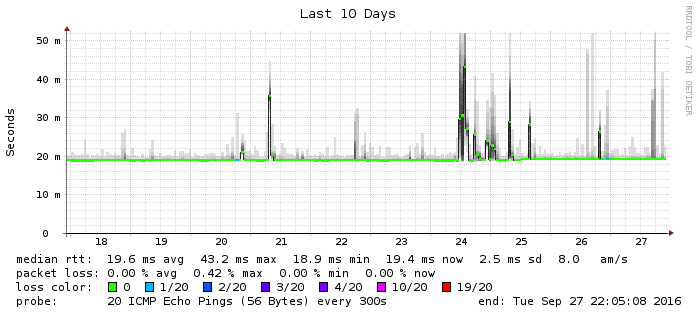 Last 10 Days
RRDTOOL / TOBI OETIKER
Seconds
50 m
40 m
30 m
20 m
10 m
0
18 19 20 21 22 23 24 25 26 27
median rtt: 19.6 ms avg 43.2 ms max 18.9 ms min 19.4 ms now 2.5 ms sd 8.0 am/s
packet loss: 0.00 % avg 0.42 % max 0.00 % min 0.00 % now
loss color: 0 1/20 2/20 3/20 4/20 10/20 19/20
probe: 20 ICMP Echo Pings (56 Bytes) every 300s end: Tue Sep 27 22:05:08 2016